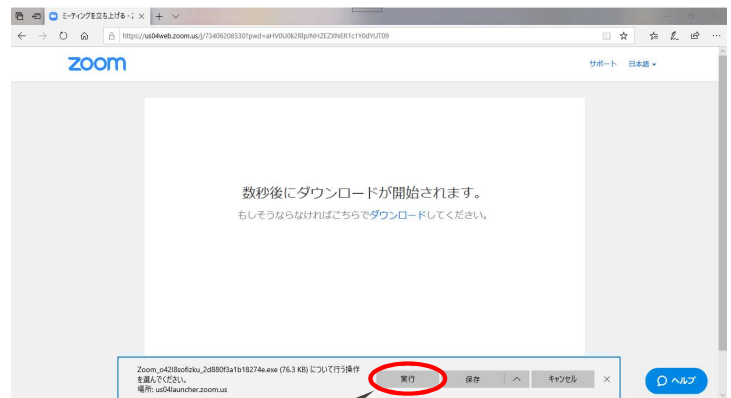 ミーティングを立ち上げる - Z
https://us04web.zoom.us/j/73406208530?pwd=aHV0U0k2RlpJNHZEZXNER1c1Y0dYUT09
zoom
サポート 日本語
数秒後にダウンロードが開始されます。
もしそうならなければこちらでダウンロードしてください。
Zoom_o42l8sofizku_2d880f3a1b18274e.exe (76.3 KB) について行う操作
を選んでください。
場所: us04launcher.zoom.us
実行 保存 キャンセル
ヘルプ